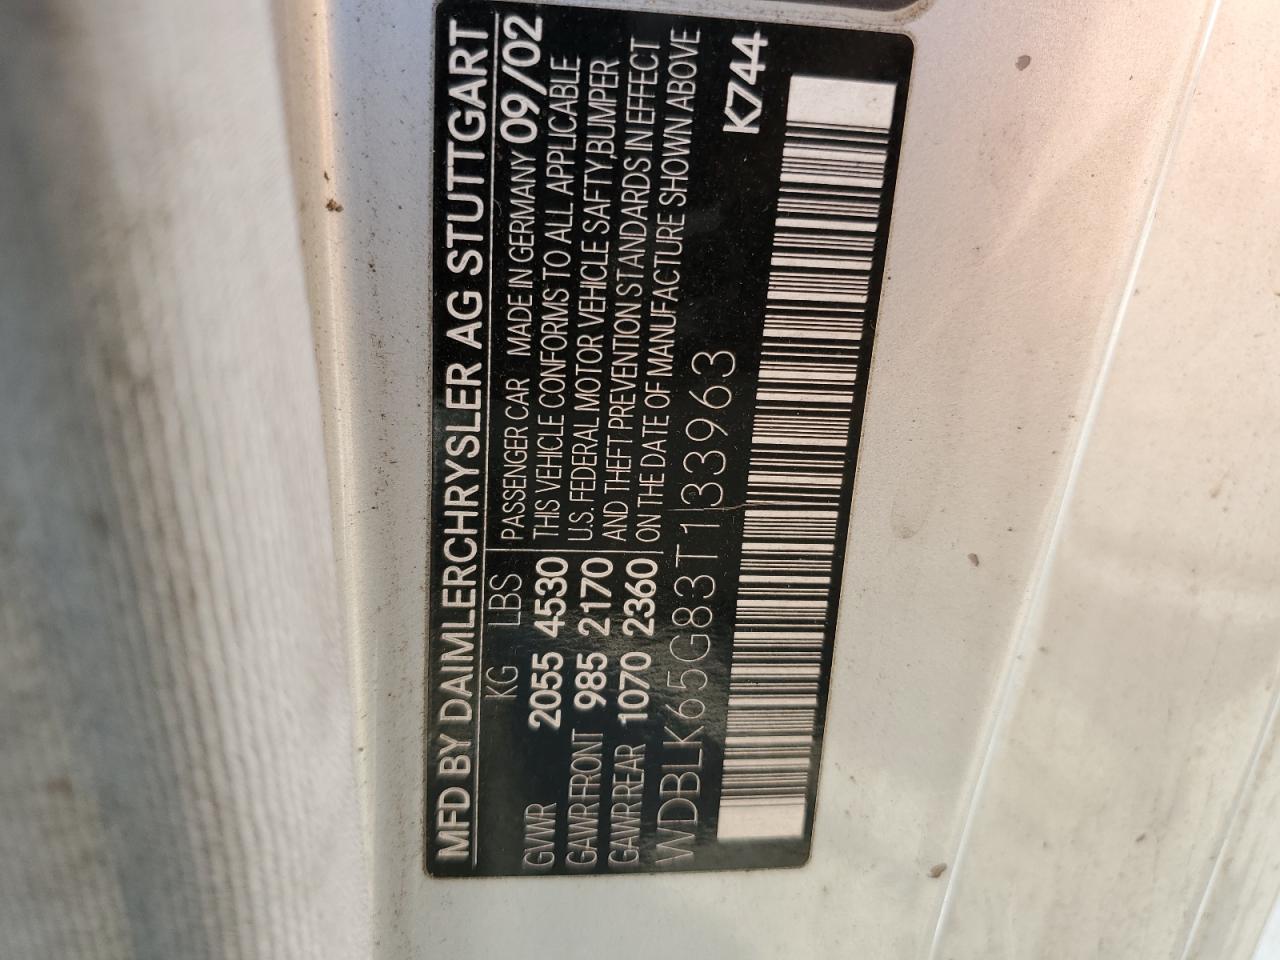 MFD BY DAIMLERCHRYSLER AG STUTTGART
KG LBS
GVWR 2055 4530
GAWR FRONT 985 2170
GAWR REAR 1070 2360
PASSENGER CAR MADE IN GERMANY 09/02
THIS VEHICLE CONFORMS TO ALL APPLICABLE
U.S. FEDERAL MOTOR VEHICLE SAFTY,BUMPER
AND THEFT PREVENTION STANDARDS IN EFFECT
ON THE DATE OF MANUFACTURE SHOWN ABOVE
WDBLK65G83T133963
K744